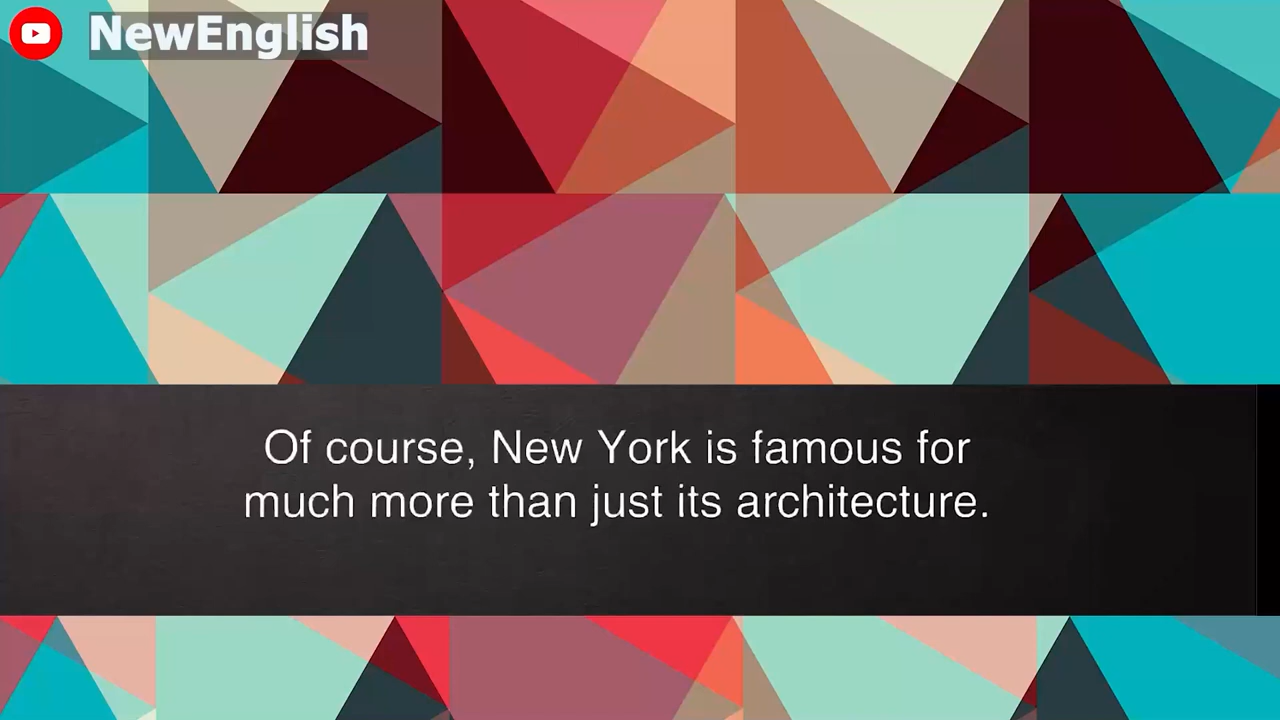 NewEnglish
Of course, New York is famous for
much more than just its architecture.